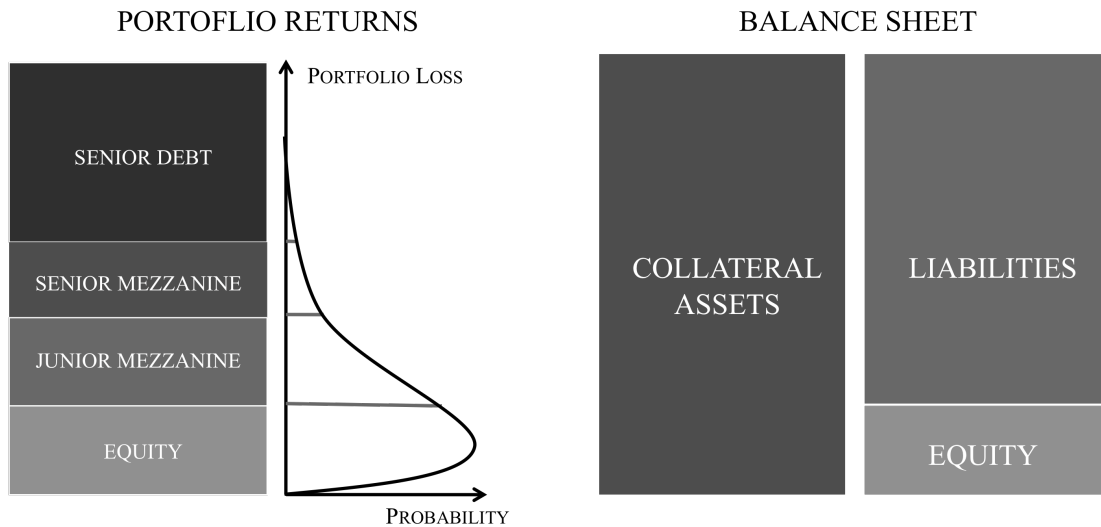 PORTOFLIO RETURNS
PORTFOLIO LOSS
SENIOR DEBT
SENIOR MEZZANINE
JUNIOR MEZZANINE
EQUITY
PROBABILITY
BALANCE SHEET
COLLATERAL
ASSETS
LIABILITIES
EQUITY